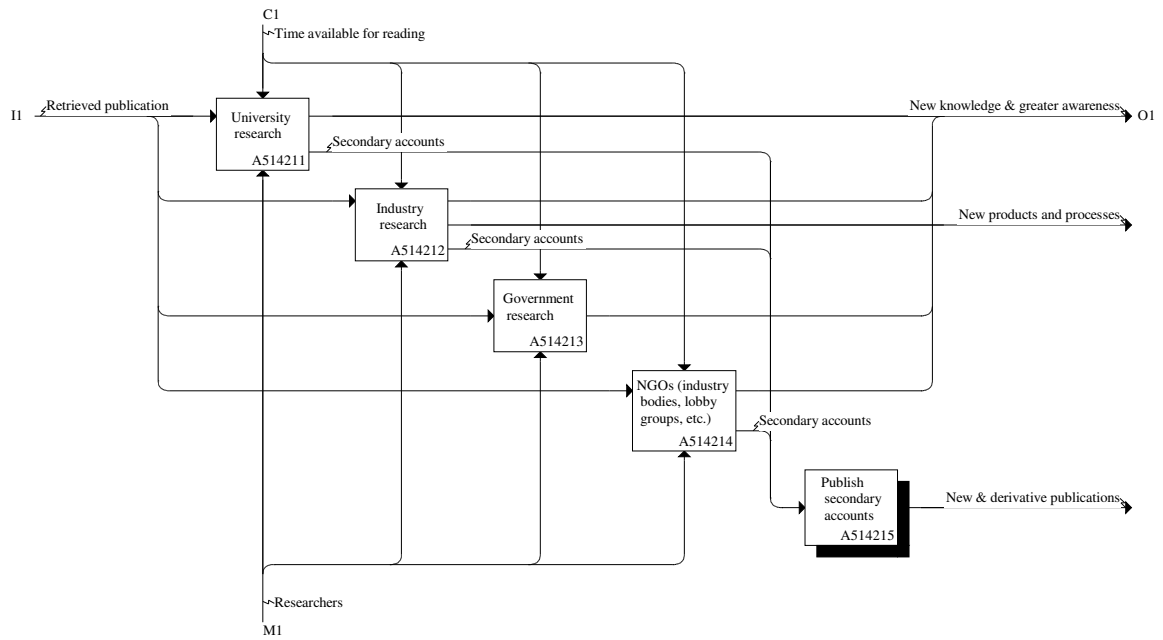 C1
Time available for reading
I1
Retrieved publication
New knowledge & greater awareness
O1
University
research
A514211
Secondary accounts
Industry
research
A514212
New products and processes
Secondary accounts
Government
research
A514213
NGOs (industry
bodies, lobby
groups, etc.)
A514214
Secondary accounts
Publish
secondary
accounts
A514215
New & derivative publications
Researchers
M1